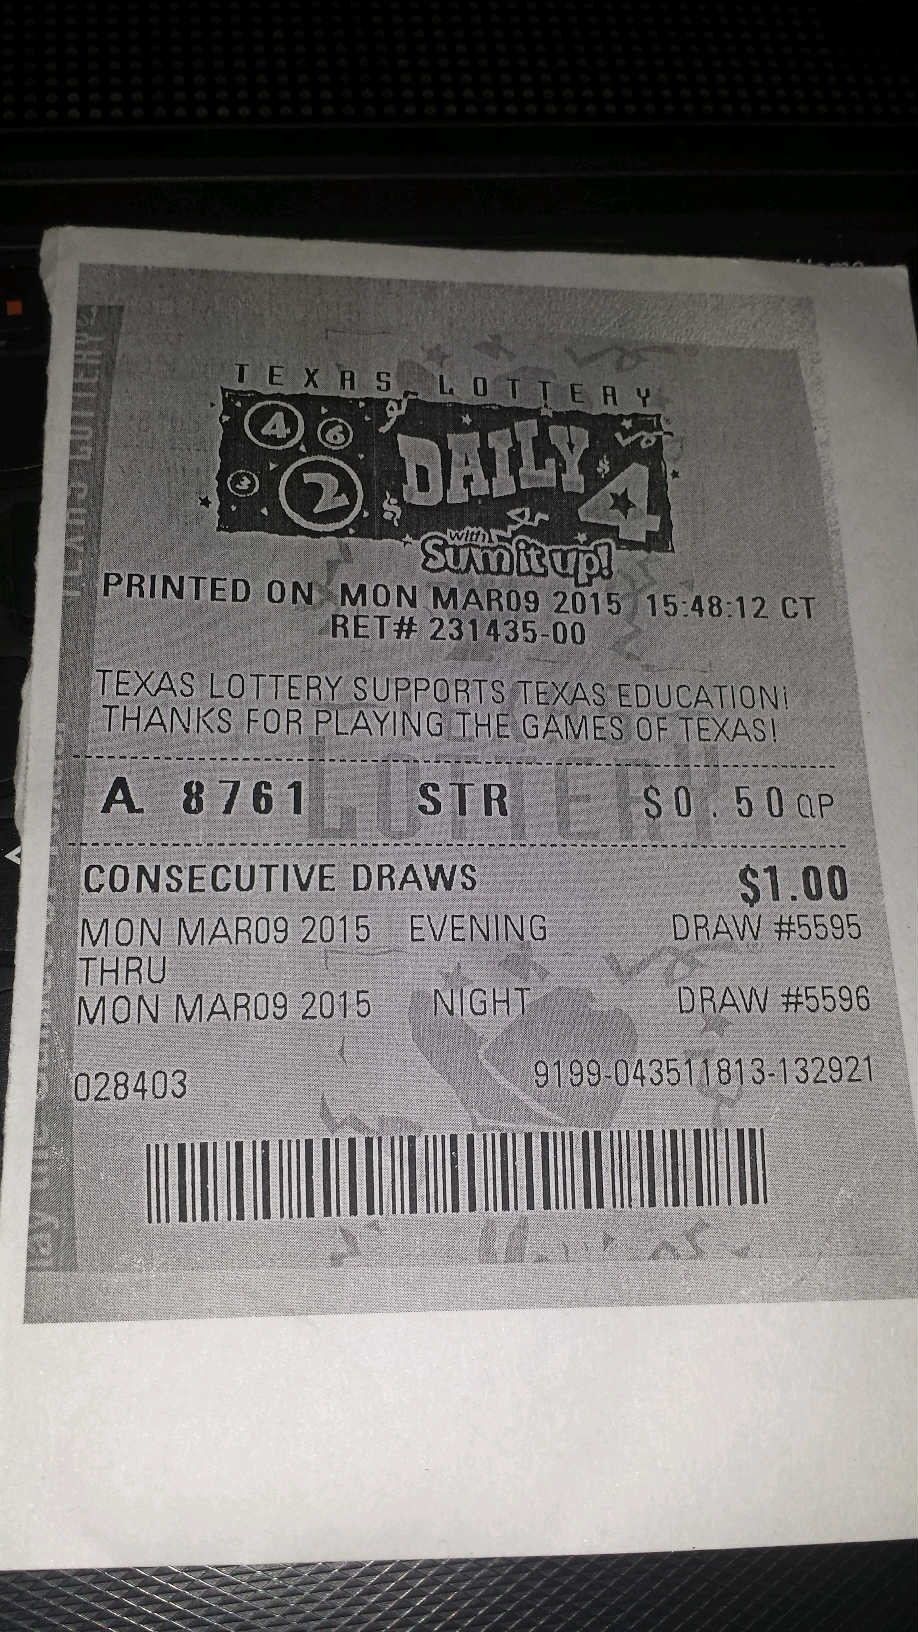 TEXAS LOTTERY
4 6 3 2
DAILY 4
with
Sum it up!
PRINTED ON MON MAR09 2015 15:48:12 CT
RET# 231435-00
TEXAS LOTTERY SUPPORTS TEXAS EDUCATION!
THANKS FOR PLAYING THE GAMES OF TEXAS!
A 8761 STR $0.50 QP
CONSECUTIVE DRAWS $1.00
MON MAR09 2015 EVENING DRAW #5595
THRU
MON MAR09 2015 NIGHT DRAW #5596
028403 9199-043511813-132921
LOTTERY
TEXAS LOTTERY